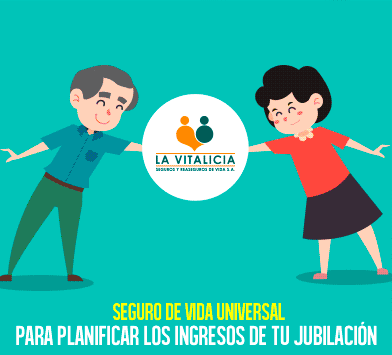 LA VITALICIA
SEGUROS Y REASEGUROS DE VIDA S.A.
SEGURO DE VIDA UNIVERSAL
PARA PLANIFICAR LOS INGRESOS DE TU JUBILACIÓN